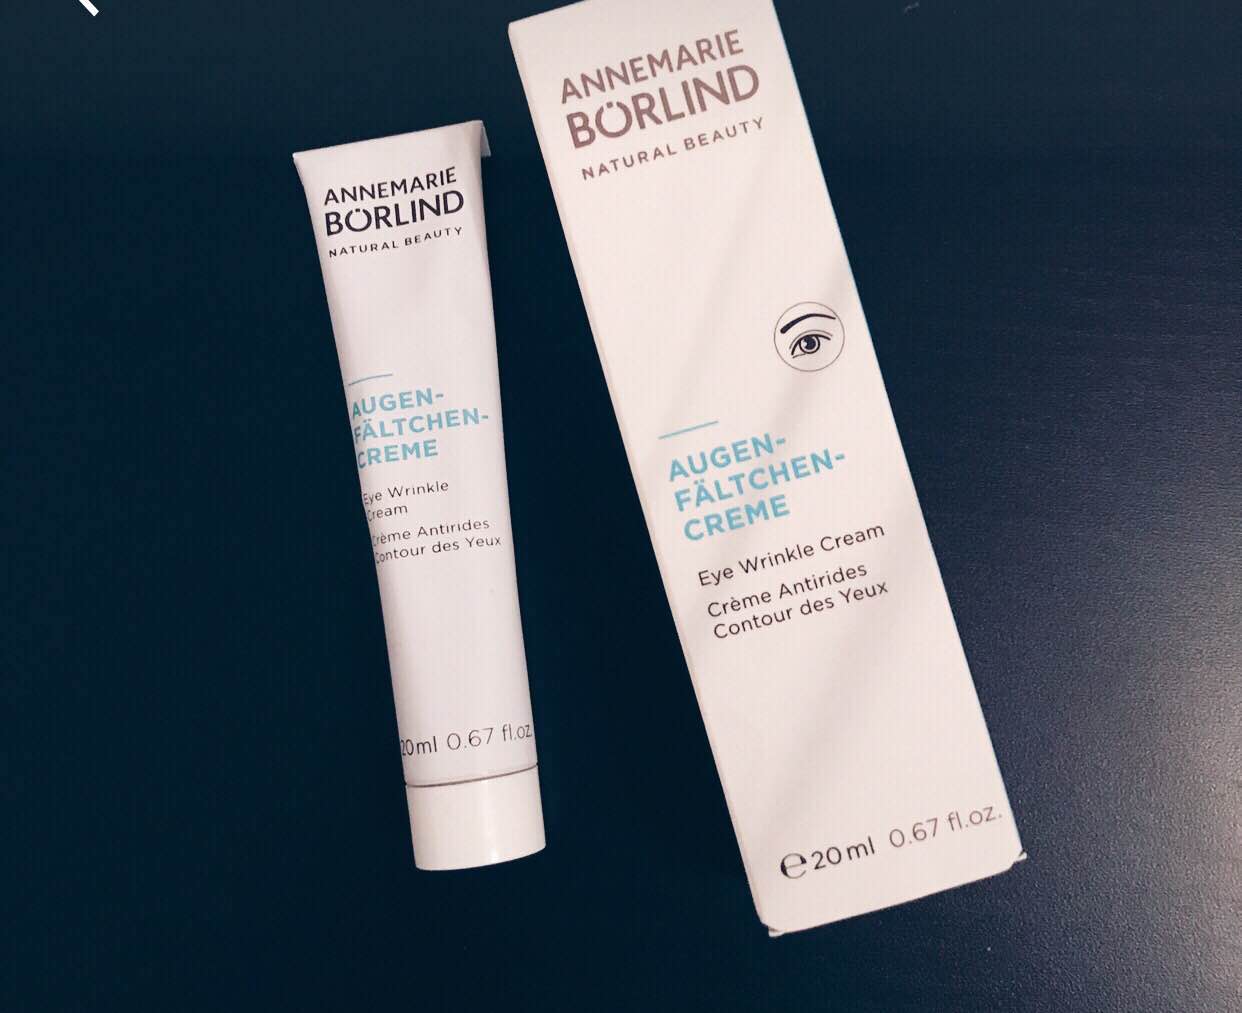 ANNEMARIE
BÖRLIND
NATURAL BEAUTY
AUGEN-
FÄLTCHEN-
CREME
Eye Wrinkle
Cream
Crème Antirides
Contour des Yeux
20ml 0.67 fl.oz
ANNEMARIE
BÖRLIND
NATURAL BEAUTY
AUGEN-
FÄLTCHEN-
CREME
Eye Wrinkle Cream
Crème Antirides
Contour des Yeux
℮20ml 0.67 fl.oz.